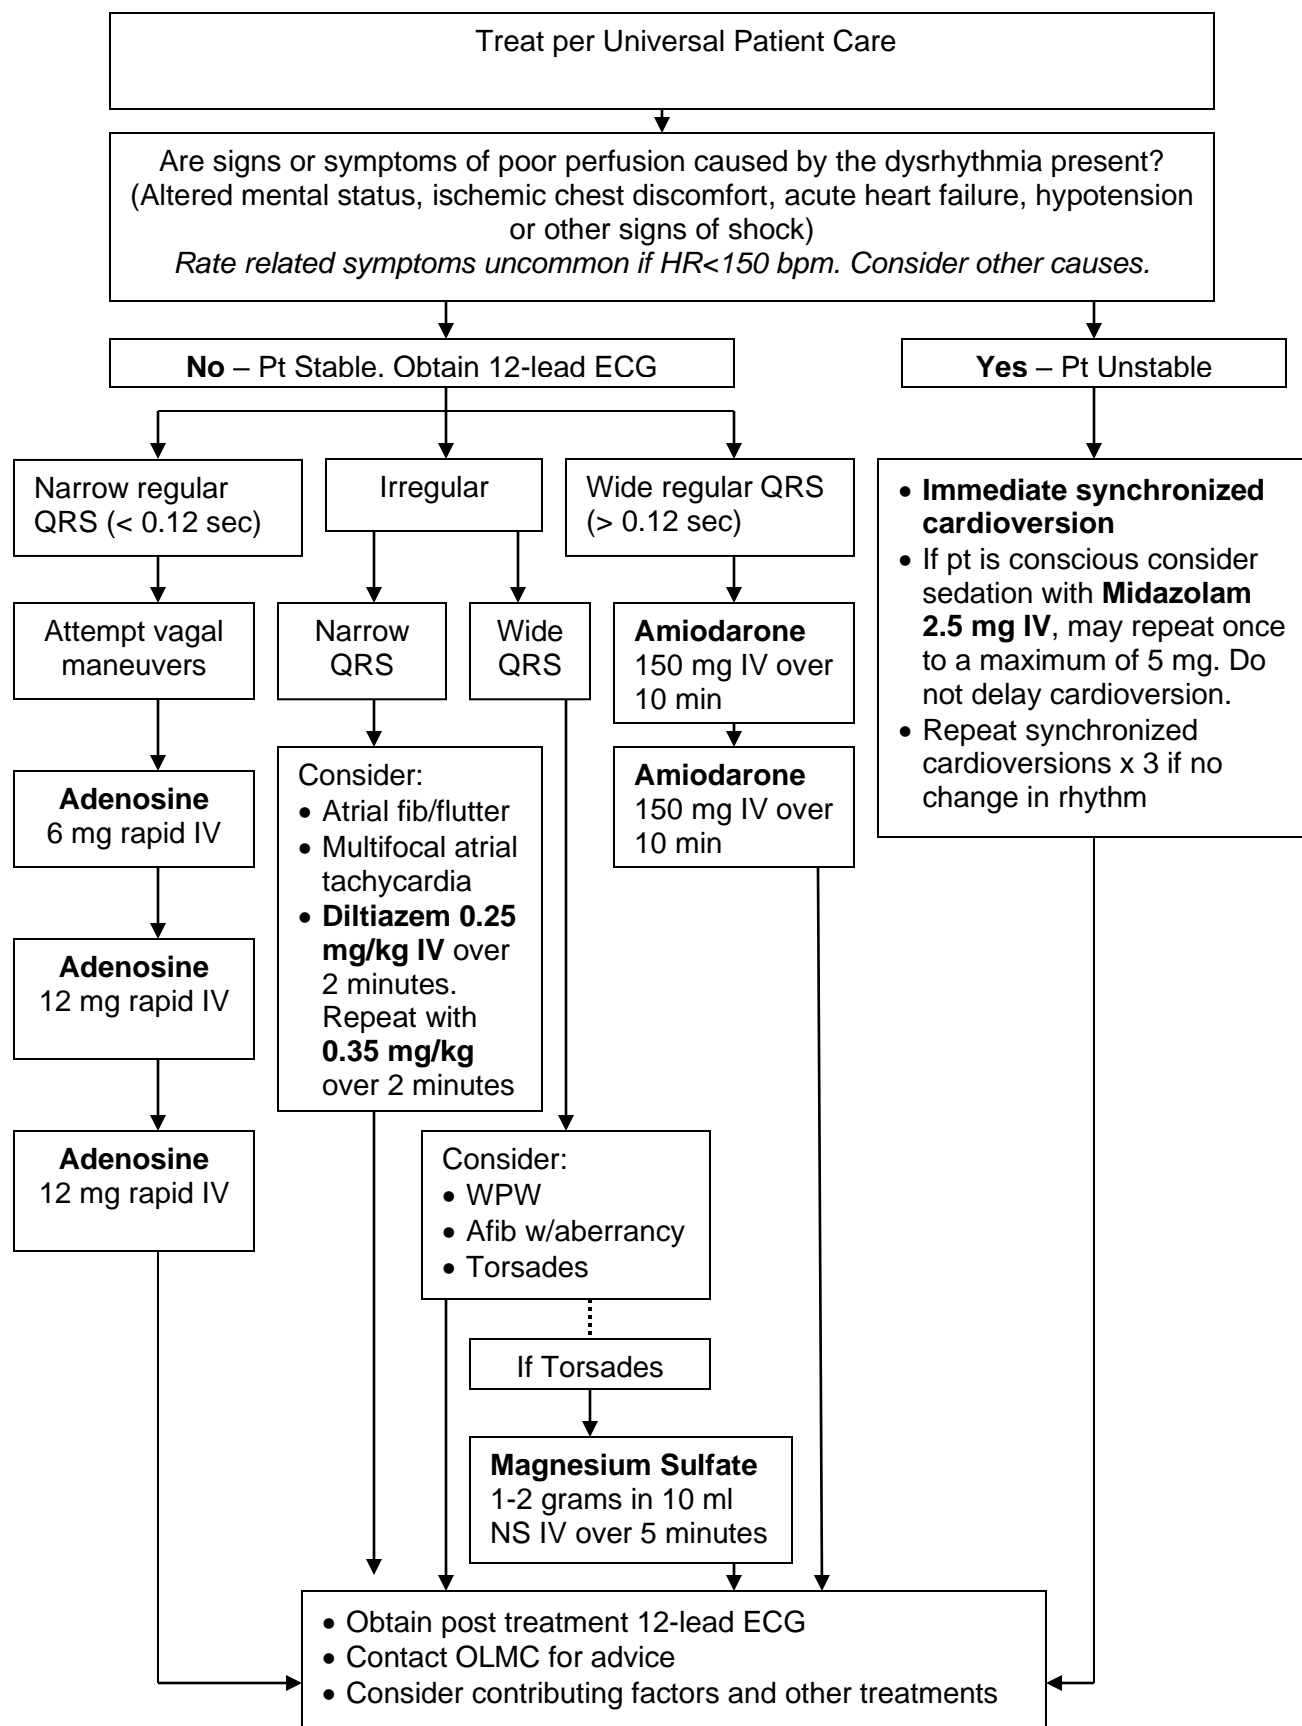 Treat per Universal Patient Care
Are signs or symptoms of poor perfusion caused by the dysrhythmia present?
(Altered mental status, ischemic chest discomfort, acute heart failure, hypotension
or other signs of shock)
Rate related symptoms uncommon if HR<150 bpm. Consider other causes.
No – Pt Stable. Obtain 12-lead ECG
Yes – Pt Unstable
Narrow regular
QRS (< 0.12 sec)
Attempt vagal
maneuvers
Adenosine
6 mg rapid IV
Adenosine
12 mg rapid IV
Adenosine
12 mg rapid IV
Irregular
Narrow
QRS
Consider:
• Atrial fib/flutter
• Multifocal atrial
tachycardia
• Diltiazem 0.25
mg/kg IV over
2 minutes.
Repeat with
0.35 mg/kg
over 2 minutes
Wide
QRS
Consider:
• WPW
• Afib w/aberrancy
• Torsades
If Torsades
Magnesium Sulfate
1-2 grams in 10 ml
NS IV over 5 minutes
Wide regular QRS
(> 0.12 sec)
Amiodarone
150 mg IV over
10 min
Amiodarone
150 mg IV over
10 min
• Immediate synchronized
cardioversion
• If pt is conscious consider
sedation with Midazolam
2.5 mg IV, may repeat once
to a maximum of 5 mg. Do
not delay cardioversion.
• Repeat synchronized
cardioversions x 3 if no
change in rhythm
• Obtain post treatment 12-lead ECG
• Contact OLMC for advice
• Consider contributing factors and other treatments